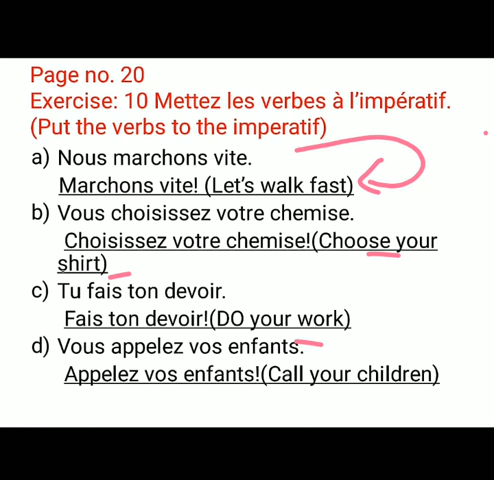 Page no. 20
Exercise: 10 Mettez les verbes à l’impératif.
(Put the verbs to the imperatif)
a) Nous marchons vite.
Marchons vite! (Let’s walk fast)
b) Vous choisissez votre chemise.
Choisissez votre chemise!(Choose your
shirt)
c) Tu fais ton devoir.
Fais ton devoir!(DO your work)
d) Vous appelez vos enfants.
Appelez vos enfants!(Call your children)